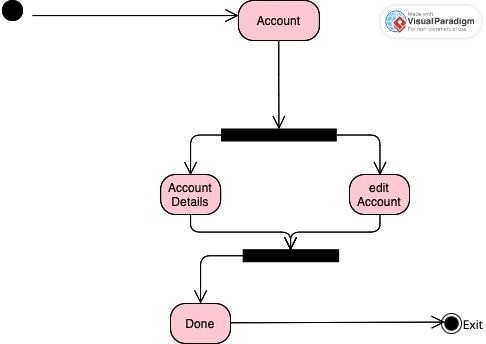 Account
Made with
Visual Paradigm
For non-commercial use
Account
Details
edit
Account
Done
Exit